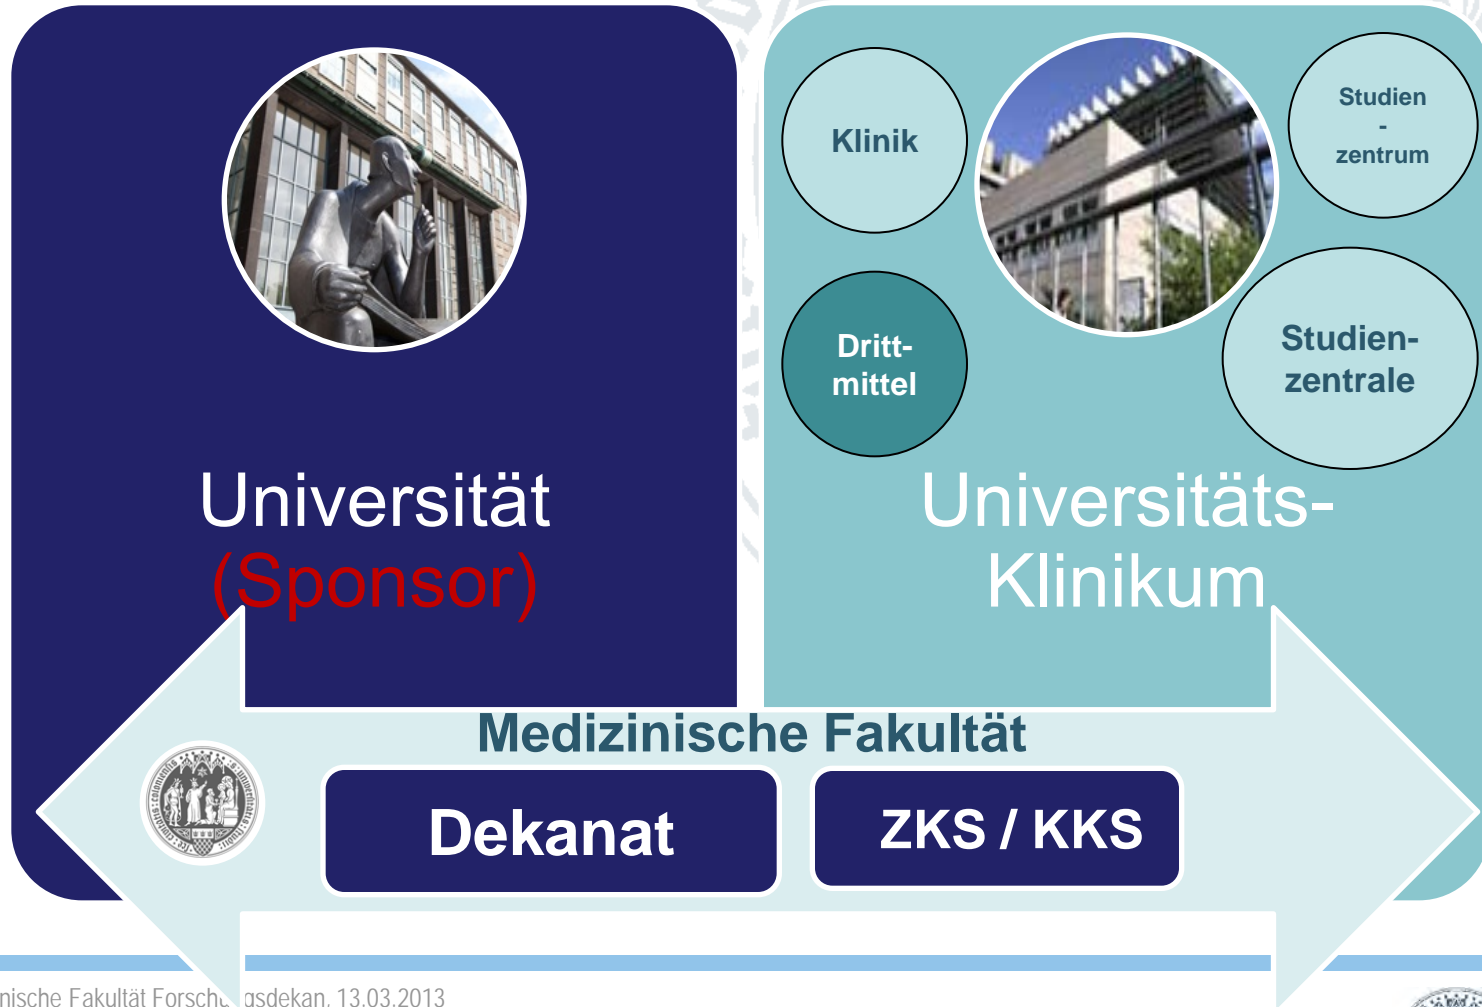 Universität
(Sponsor)
Klinik
Studien
-
zentrum
Dritt-
mittel
Studien-
zentrale
Universitäts-
Klinikum
Medizinische Fakultät
Dekanat
ZKS / KKS
nische Fakultät Forsch gsdekan, 13.03.2013